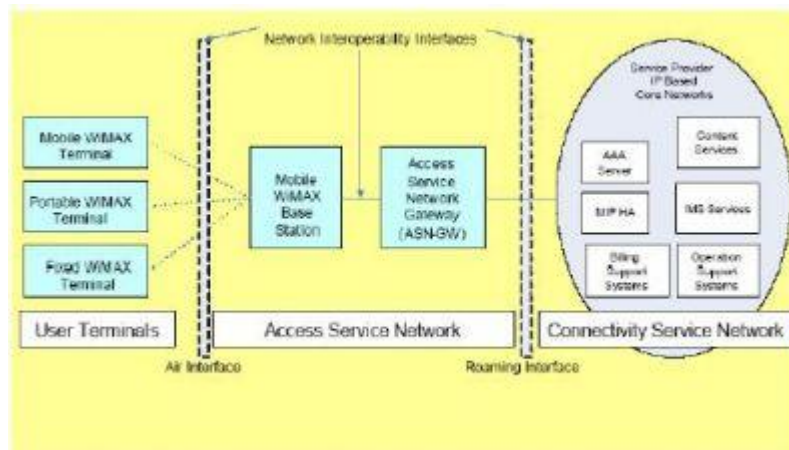 Network Interoperability Interfaces
Service Provider
IP Based
Core Networks
Mobile WiMAX
Terminal
Portable WiMAX
Terminal
Fixed WiMAX
Terminal
Mobile
WiMAX
Base
Station
Access
Service
Network
Gateway
(ASN-GW)
AAA
Server
Content
Services
MIP HA
IMS Services
Billing
Support
Systems
Operation
Support
Systems
User Terminals
Access Service Network
Connectivity Service Network
Air Interface
Roaming Interface